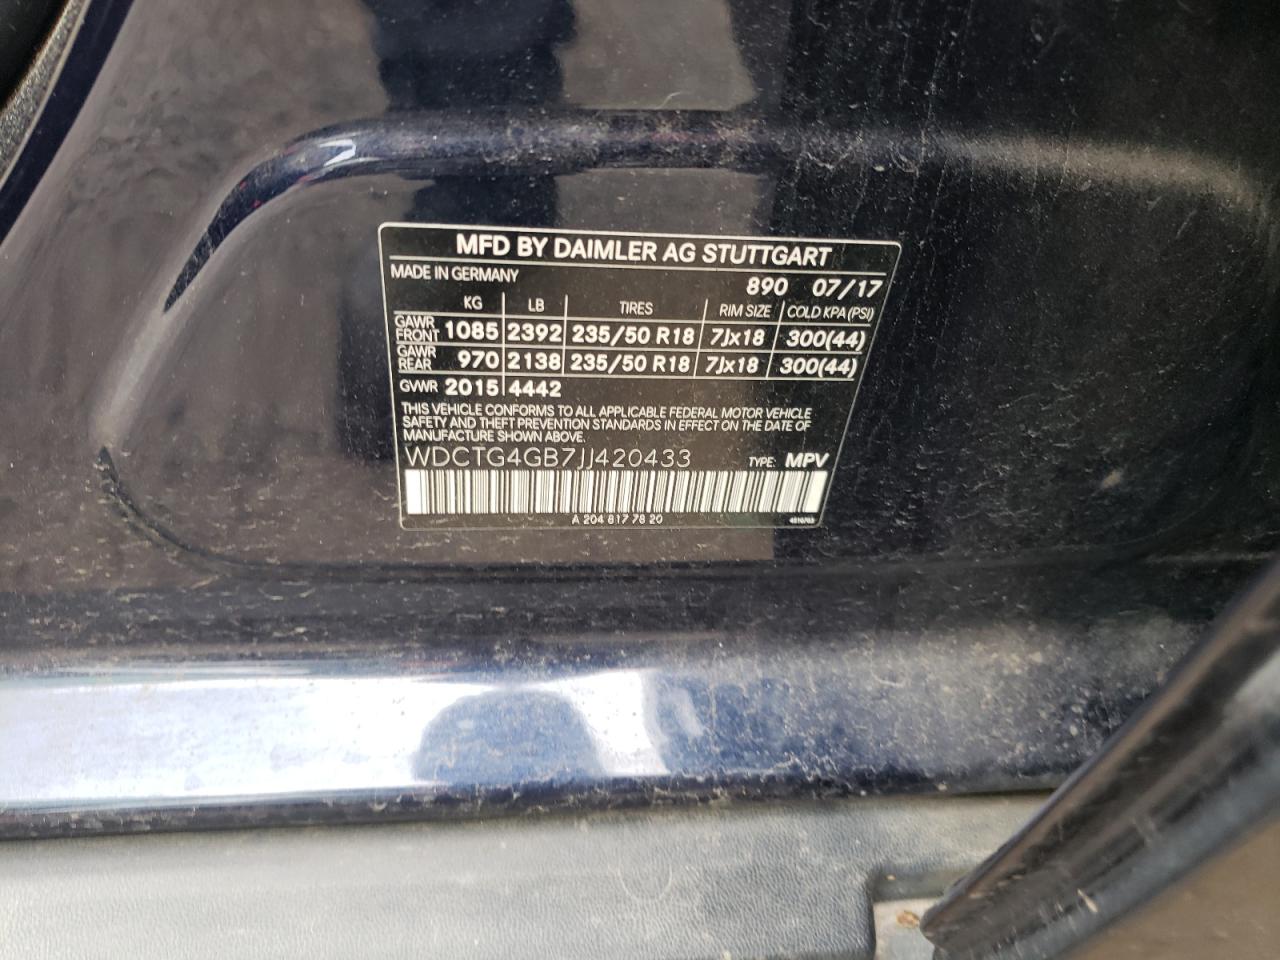 MFD BY DAIMLER AG STUTTGART
MADE IN GERMANY 890 07/17
KG LB TIRES RIM SIZE COLD KPA (PSI)
GAWR FRONT 1085 2392 235/50 R18 7Jx18 300(44)
GAWR REAR 970 2138 235/50 R18 7Jx18 300(44)
GVWR 2015 4442
THIS VEHICLE CONFORMS TO ALL APPLICABLE FEDERAL MOTOR VEHICLE
SAFETY AND THEFT PREVENTION STANDARDS IN EFFECT ON THE DATE OF
MANUFACTURE SHOWN ABOVE.
WDCTG4GB7JJ420433 TYPE: MPV
A 204 817 78 20